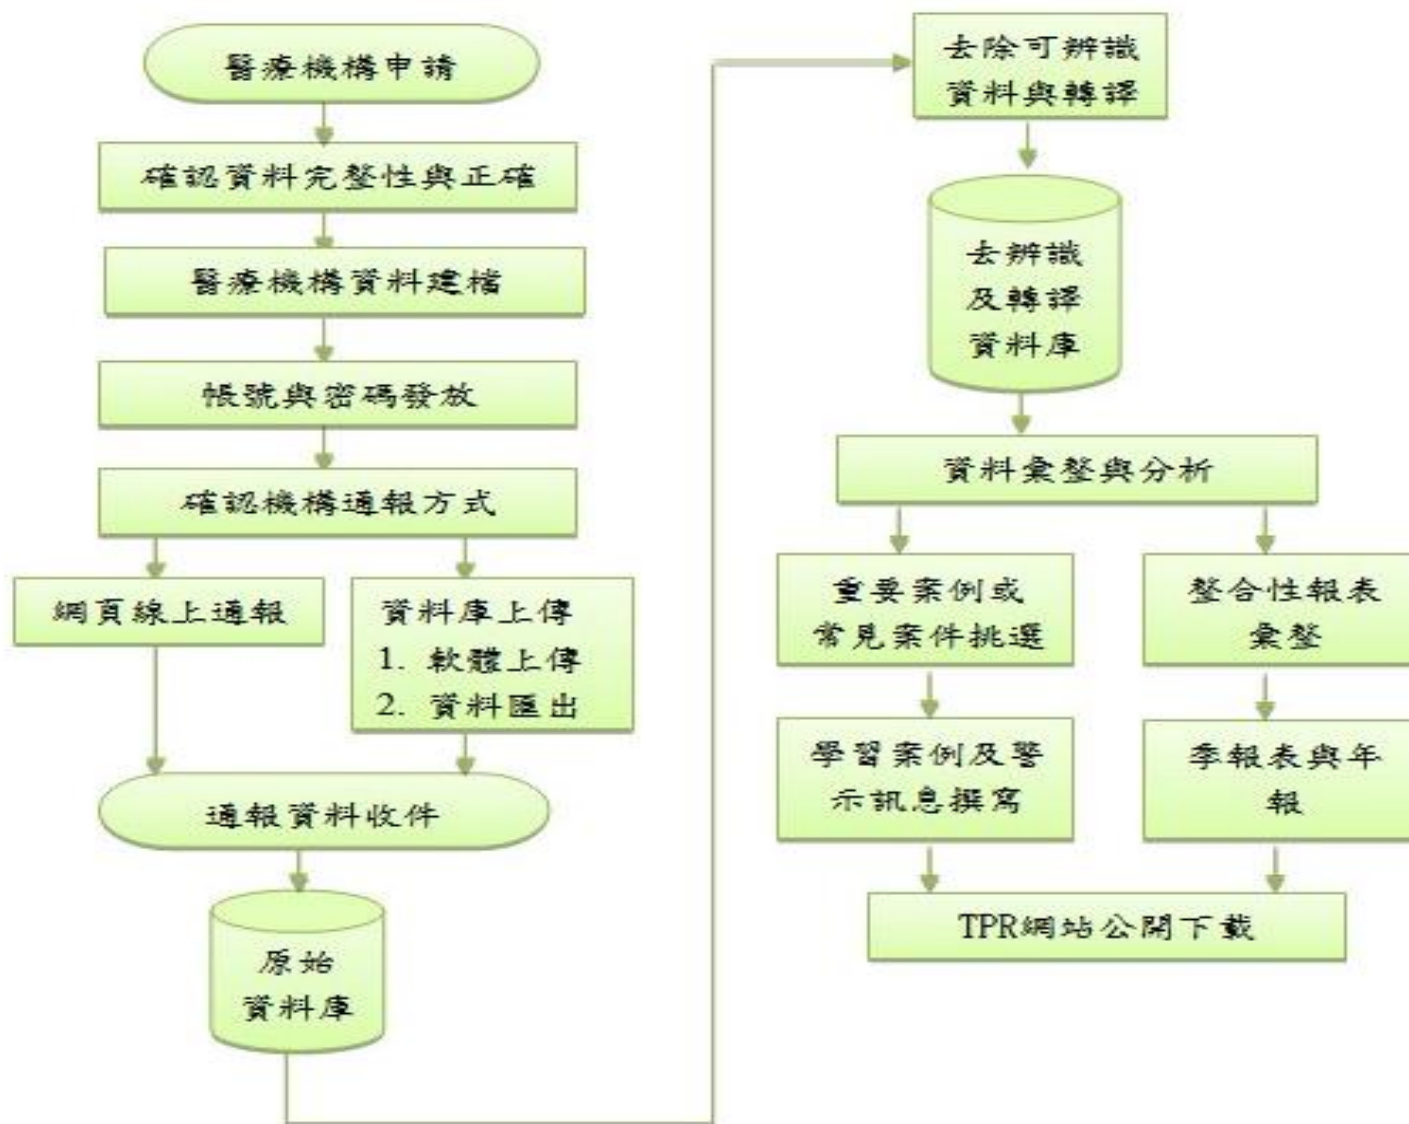 醫療機構申請
確認資料完整性與正確
醫療機構資料建檔
帳號與密碼發放
確認機構通報方式
網頁線上通報
資料庫上傳
1. 軟體上傳
2. 資料匯出
通報資料收件
原始
資料庫
去除可辨識
資料與轉譯
去辨識
及轉譯
資料庫
資料彙整與分析
重要案例或
常見案件挑選
學習案例及警
示訊息撰寫
整合性報表
彙整
季報表與年
報
TPR網站公開下載